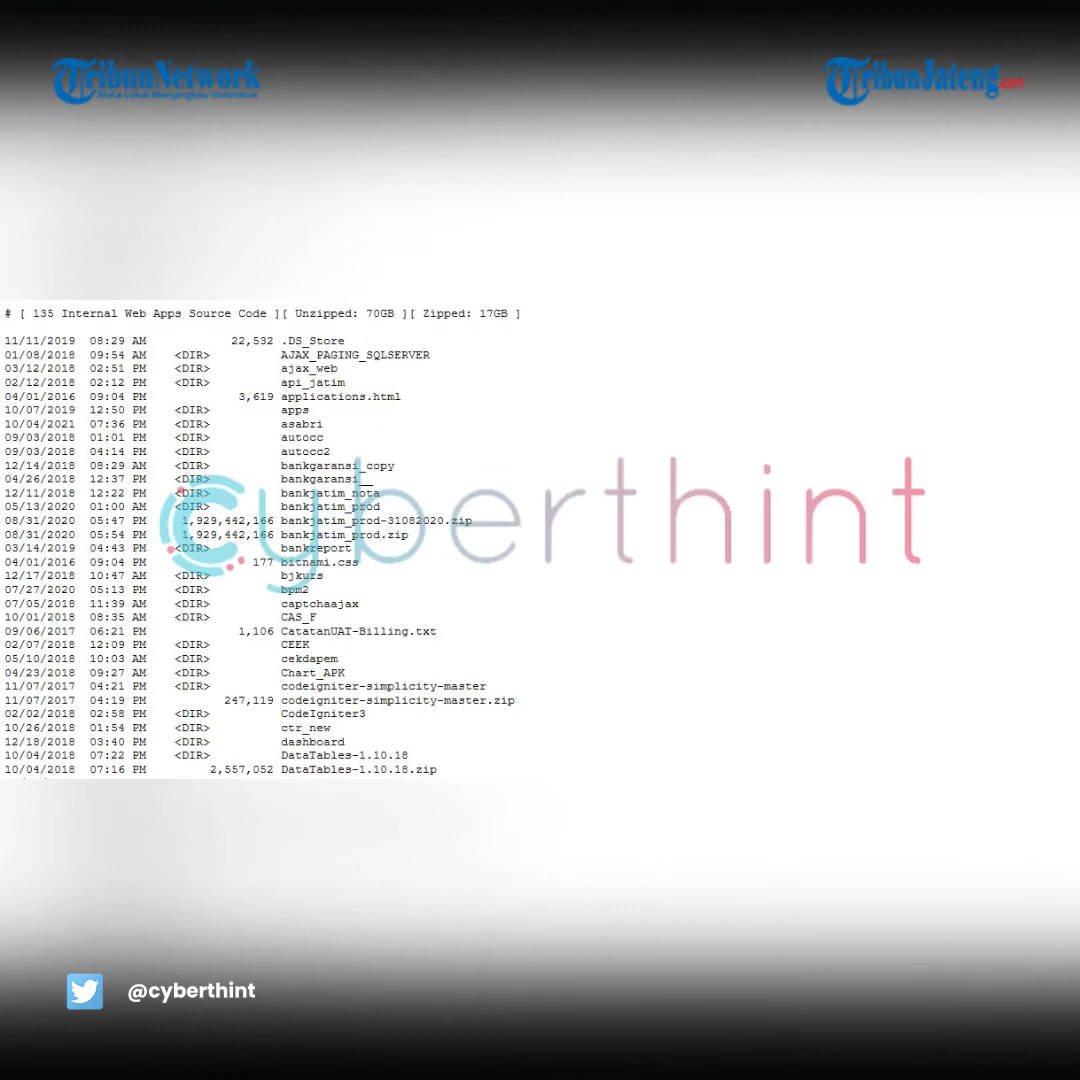 TribunNetwork
Mata Lokal Menjangkau Indonesia
TribunJateng.com
# [ 135 Internal Web Apps Source Code ][ Unzipped: 70GB ][ Zipped: 17GB ]
11/11/2019 08:29 AM 22,532 .DS_Store
01/08/2018 09:54 AM <DIR> AJAX_PAGING_SQLSERVER
03/12/2018 02:51 PM <DIR> ajax_web
02/12/2018 02:12 PM <DIR> api_jatim
04/01/2016 09:04 PM 3,619 applications.html
10/07/2019 12:50 PM <DIR> apps
10/04/2021 07:36 PM <DIR> asabri
09/03/2018 01:01 PM <DIR> autocc
09/03/2018 04:14 PM <DIR> autocc2
12/14/2018 08:29 AM <DIR> bankgaransi_copy
04/26/2018 12:37 PM <DIR> bankgaransi__
12/11/2018 12:22 PM <DIR> bankjatim_nota
05/13/2020 01:00 AM <DIR> bankjatim_prod
08/31/2020 05:47 PM 1,929,442,166 bankjatim_prod-31082020.zip
08/31/2020 05:54 PM 1,929,442,166 bankjatim_prod.zip
03/14/2019 04:43 PM <DIR> bankreport
04/01/2016 09:04 PM 177 bitnami.css
12/17/2018 10:47 AM <DIR> bjkurs
07/27/2020 05:13 PM <DIR> bpm2
07/05/2018 11:39 AM <DIR> captchaajax
10/01/2018 08:35 AM <DIR> CAS_F
09/06/2017 06:21 PM 1,106 CatatanUAT-Billing.txt
02/07/2018 12:09 PM <DIR> CEEK
05/10/2018 10:03 AM <DIR> cekdapem
04/23/2018 09:27 AM <DIR> Chart_APK
11/07/2017 04:21 PM <DIR> codeigniter-simplicity-master
11/07/2017 04:19 PM 247,119 codeigniter-simplicity-master.zip
02/02/2018 02:58 PM <DIR> CodeIgniter3
10/26/2018 01:54 PM <DIR> ctr_new
12/18/2018 03:40 PM <DIR> dashboard
10/04/2018 07:22 PM <DIR> DataTables-1.10.18
10/04/2018 07:16 PM 2,557,052 DataTables-1.10.18.zip
cyberthint
@cyberthint